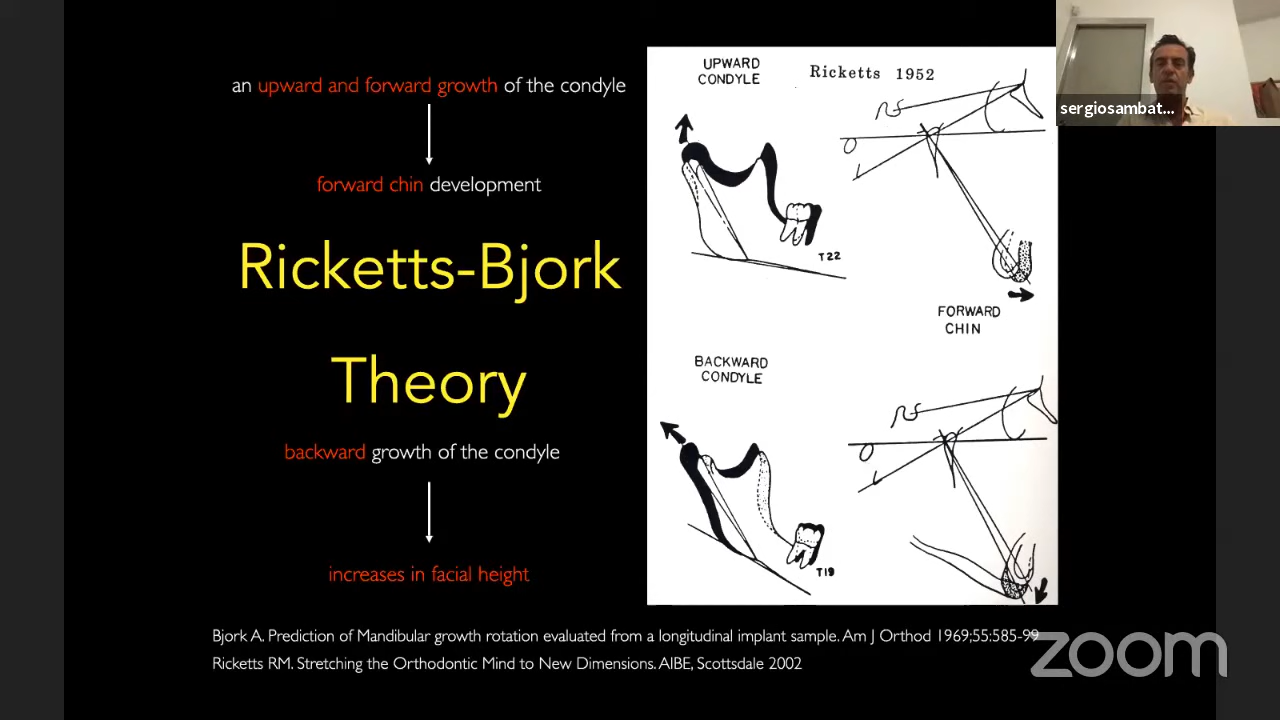 an upward and forward growth of the condyle
forward chin development
Ricketts-Bjork
Theory
backward growth of the condyle
increases in facial height
UPWARD
CONDYLE
Ricketts 1952
T22
FORWARD
CHIN
BACKWARD
CONDYLE
T19
Bjork A. Prediction of Mandibular growth rotation evaluated from a longitudinal implant sample. Am J Orthod 1969;55:585-99
Ricketts RM. Stretching the Orthodontic Mind to New Dimensions. AIBE, Scottsdale 2002
sergiosambat...
zoom